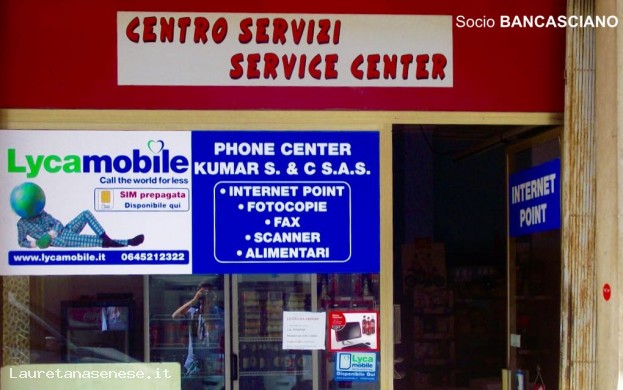 Socio BANCASCIANO
CENTRO SERVIZI
SERVICE CENTER
Lycamobile
Call the world for less
SIM prepagata
Disponibile qui
www.lycamobile.it 0645212322
PHONE CENTER
KUMAR S. & C S.A.S.
• INTERNET POINT
• FOTOCOPIE
• FAX
• SCANNER
• ALIMENTARI
INTERNET
POINT
Lyca
mobile
Disponibile Qui
Lauretanasenese.it